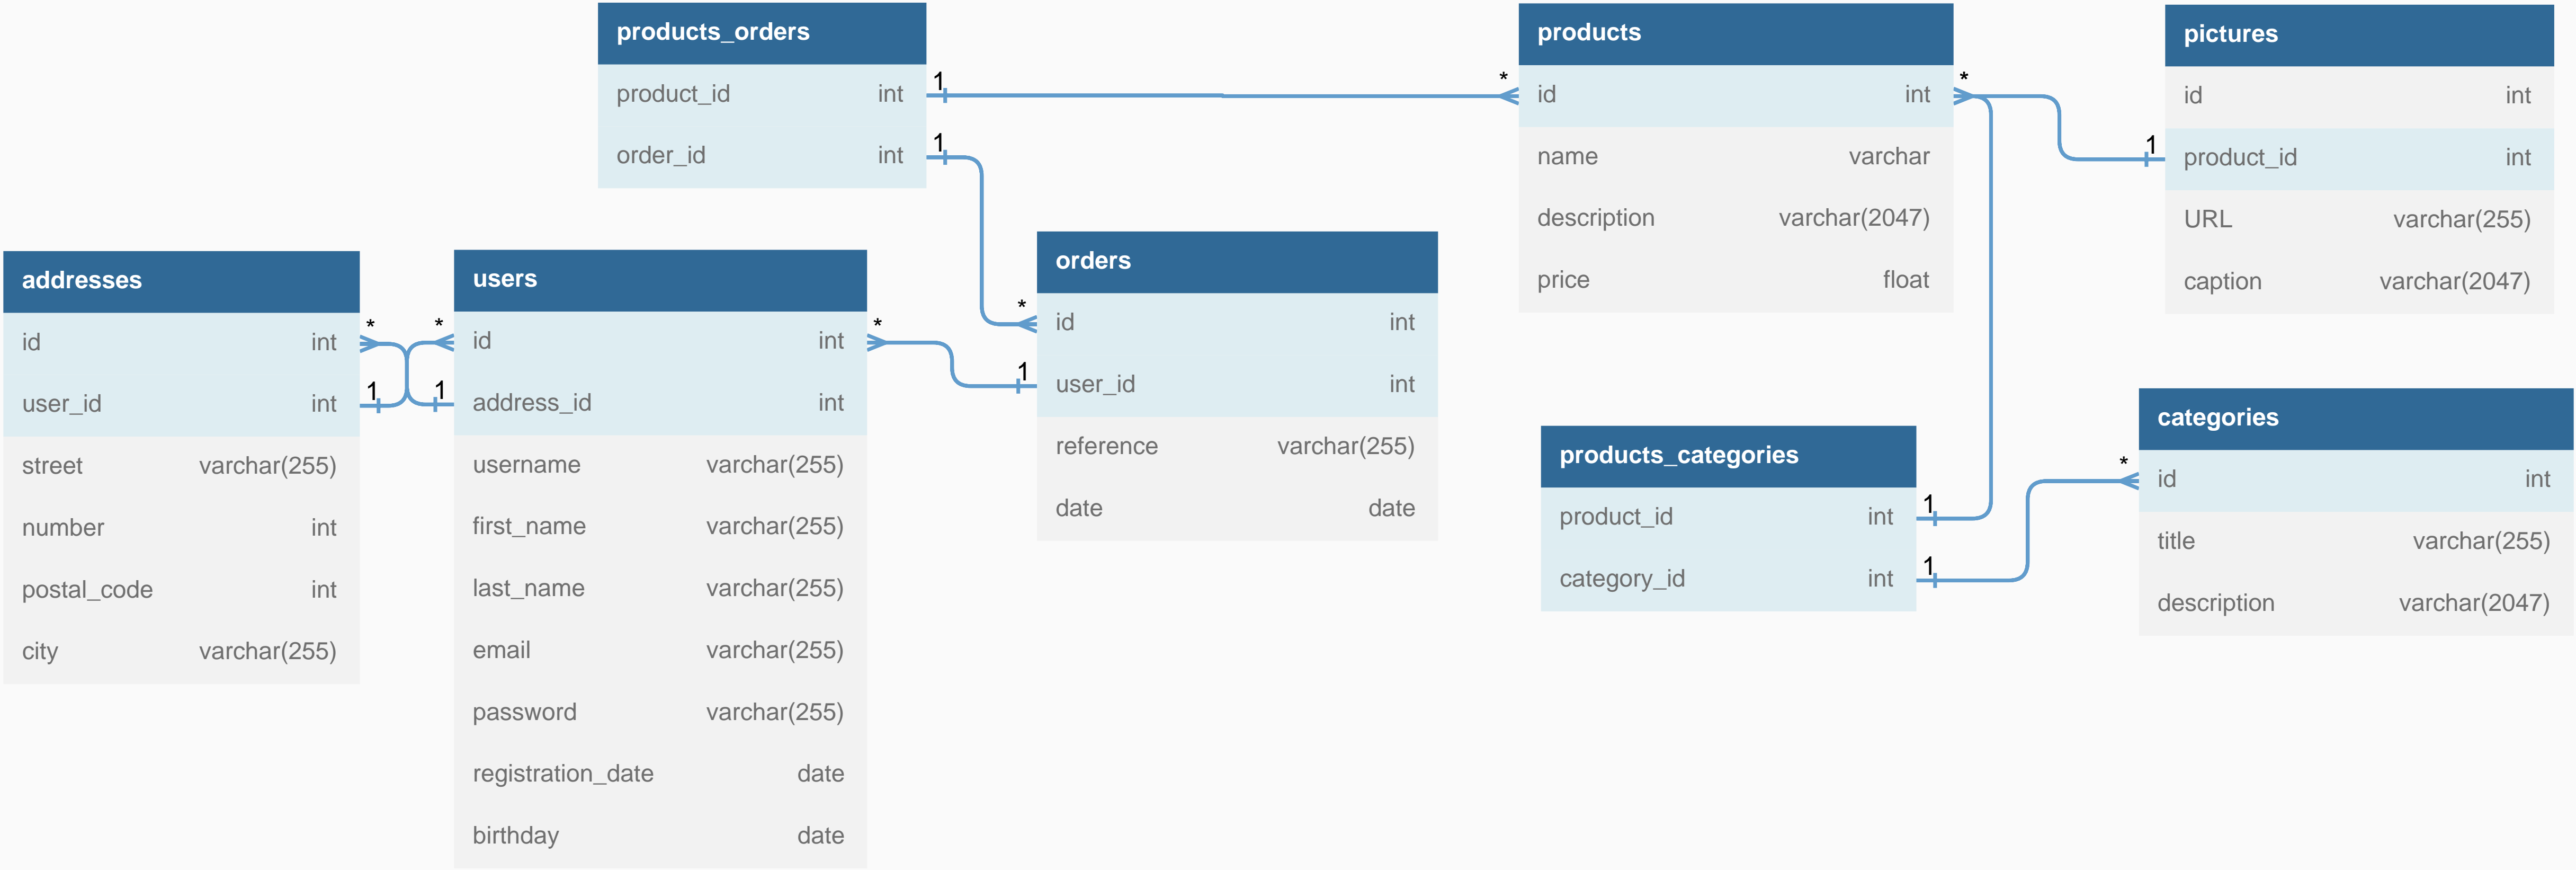 products_orders
product_id int
order_id int
1
1
products
id int
name varchar
description varchar(2047)
price float
*
*
pictures
id int
product_id int
URL varchar(255)
caption varchar(2047)
1
addresses
id int
user_id int
street varchar(255)
number int
postal_code int
city varchar(255)
*
1
users
id int
address_id int
username varchar(255)
first_name varchar(255)
last_name varchar(255)
email varchar(255)
password varchar(255)
registration_date date
birthday date
*
1
*
orders
id int
user_id int
reference varchar(255)
date date
*
1
products_categories
product_id int
category_id int
1
1
categories
id int
title varchar(255)
description varchar(2047)
*